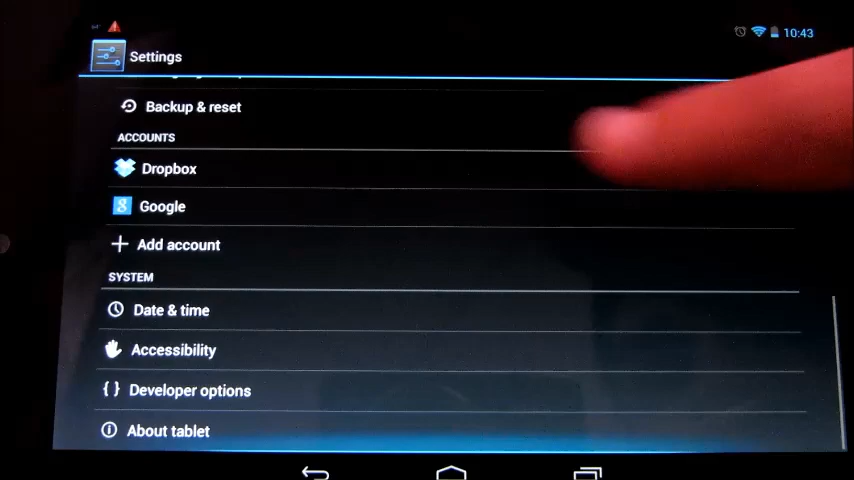 10:43
Settings
Backup & reset
ACCOUNTS
Dropbox
Google
Add account
SYSTEM
Date & time
Accessibility
Developer options
About tablet